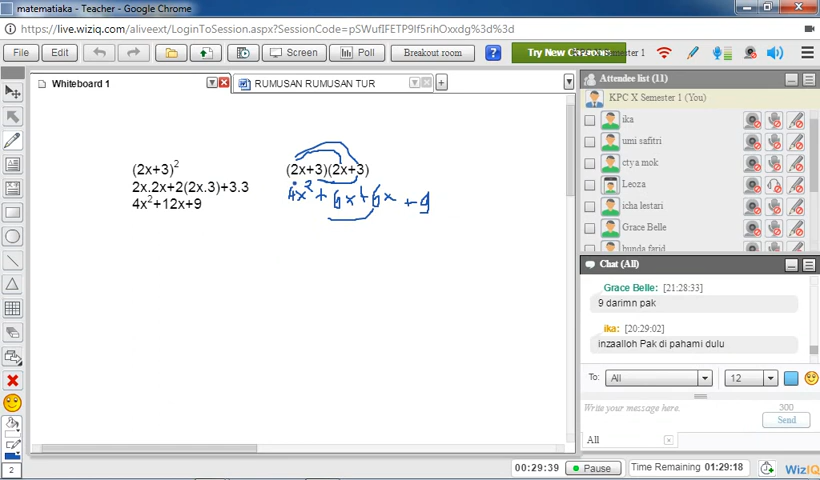 matematiaka - Teacher - Google Chrome
https://live.wiziq.com/aliveext/LoginToSession.aspx?SessionCode=pSWufIFETP9If5rihOxxdg%3d%3d
File Edit Screen Poll Breakout room ? Try New C KPC X Semester 1
Whiteboard 1 RUMUSAN RUMUSAN TUR
Attendee list (11)
KPC X Semester 1 (You)
ika
umi safitri
ctya mok
Leoza
icha lestari
Grace Belle
bunda farid
(2x+3)² (2x+3)(2x+3)
2x.2x+2(2x.3)+3.3 4x² + 6x + 6x + 9
4x²+12x+9
Chat (All)
Grace Belle: [21:28:33]
9 darimn pak
ika: [20:29:02]
inzaalloh Pak di pahami dulu
To: All 12
Write your message here. 300
Send
All
2 00:29:39 Pause Time Remaining 01:29:18 WizIQ